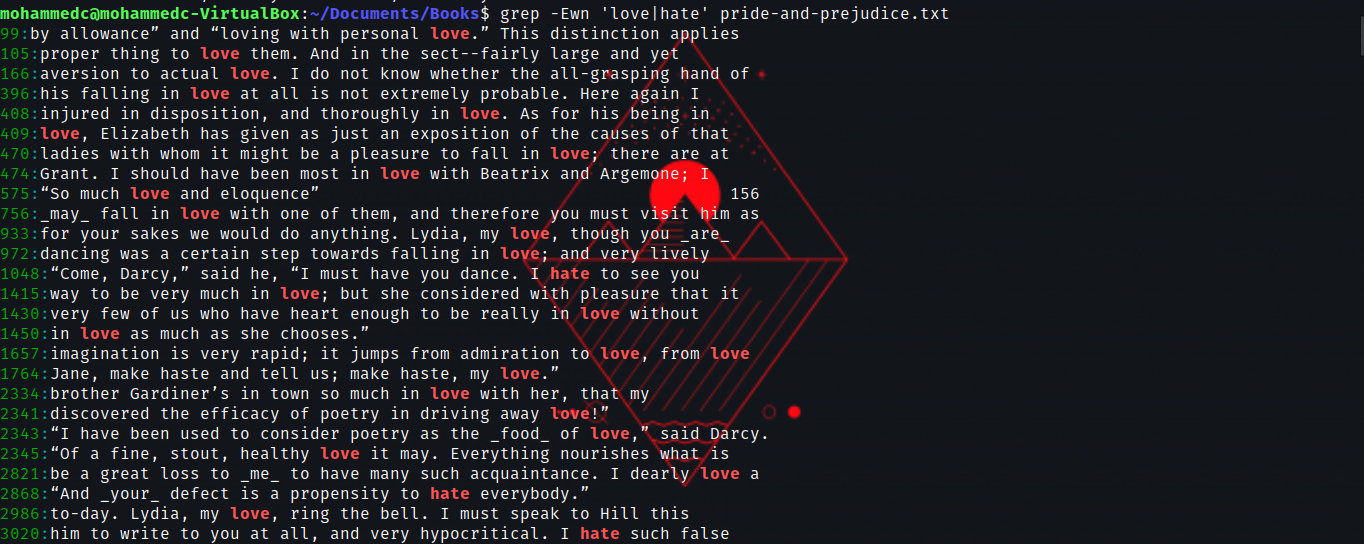 mohammedc@mohammedc-VirtualBox:~/Documents/Books$ grep -Ewn 'love|hate' pride-and-prejudice.txt
99:by allowance” and “loving with personal love.” This distinction applies
105:proper thing to love them. And in the sect--fairly large and yet
166:aversion to actual love. I do not know whether the all-grasping hand of
396:his falling in love at all is not extremely probable. Here again I
408:injured in disposition, and thoroughly in love. As for his being in
409:love, Elizabeth has given as just an exposition of the causes of that
470:ladies with whom it might be a pleasure to fall in love; there are at
474:Grant. I should have been most in love with Beatrix and Argemone; I
575:“So much love and eloquence” 156
756:_may_ fall in love with one of them, and therefore you must visit him as
933:for your sakes we would do anything. Lydia, my love, though you _are_
972:dancing was a certain step towards falling in love; and very lively
1048:“Come, Darcy,” said he, “I must have you dance. I hate to see you
1415:way to be very much in love; but she considered with pleasure that it
1430:very few of us who have heart enough to be really in love without
1450:in love as much as she chooses.”
1657:imagination is very rapid; it jumps from admiration to love, from love
1764:Jane, make haste and tell us; make haste, my love.”
2334:brother Gardiner’s in town so much in love with her, that my
2341:discovered the efficacy of poetry in driving away love!”
2343:“I have been used to consider poetry as the _food_ of love,” said Darcy.
2345:“Of a fine, stout, healthy love it may. Everything nourishes what is
2821:be a great loss to _me_ to have many such acquaintance. I dearly love a
2868:“And _your_ defect is a propensity to hate everybody.”
2986:to-day. Lydia, my love, ring the bell. I must speak to Hill this
3020:him to write to you at all, and very hypocritical. I hate such false